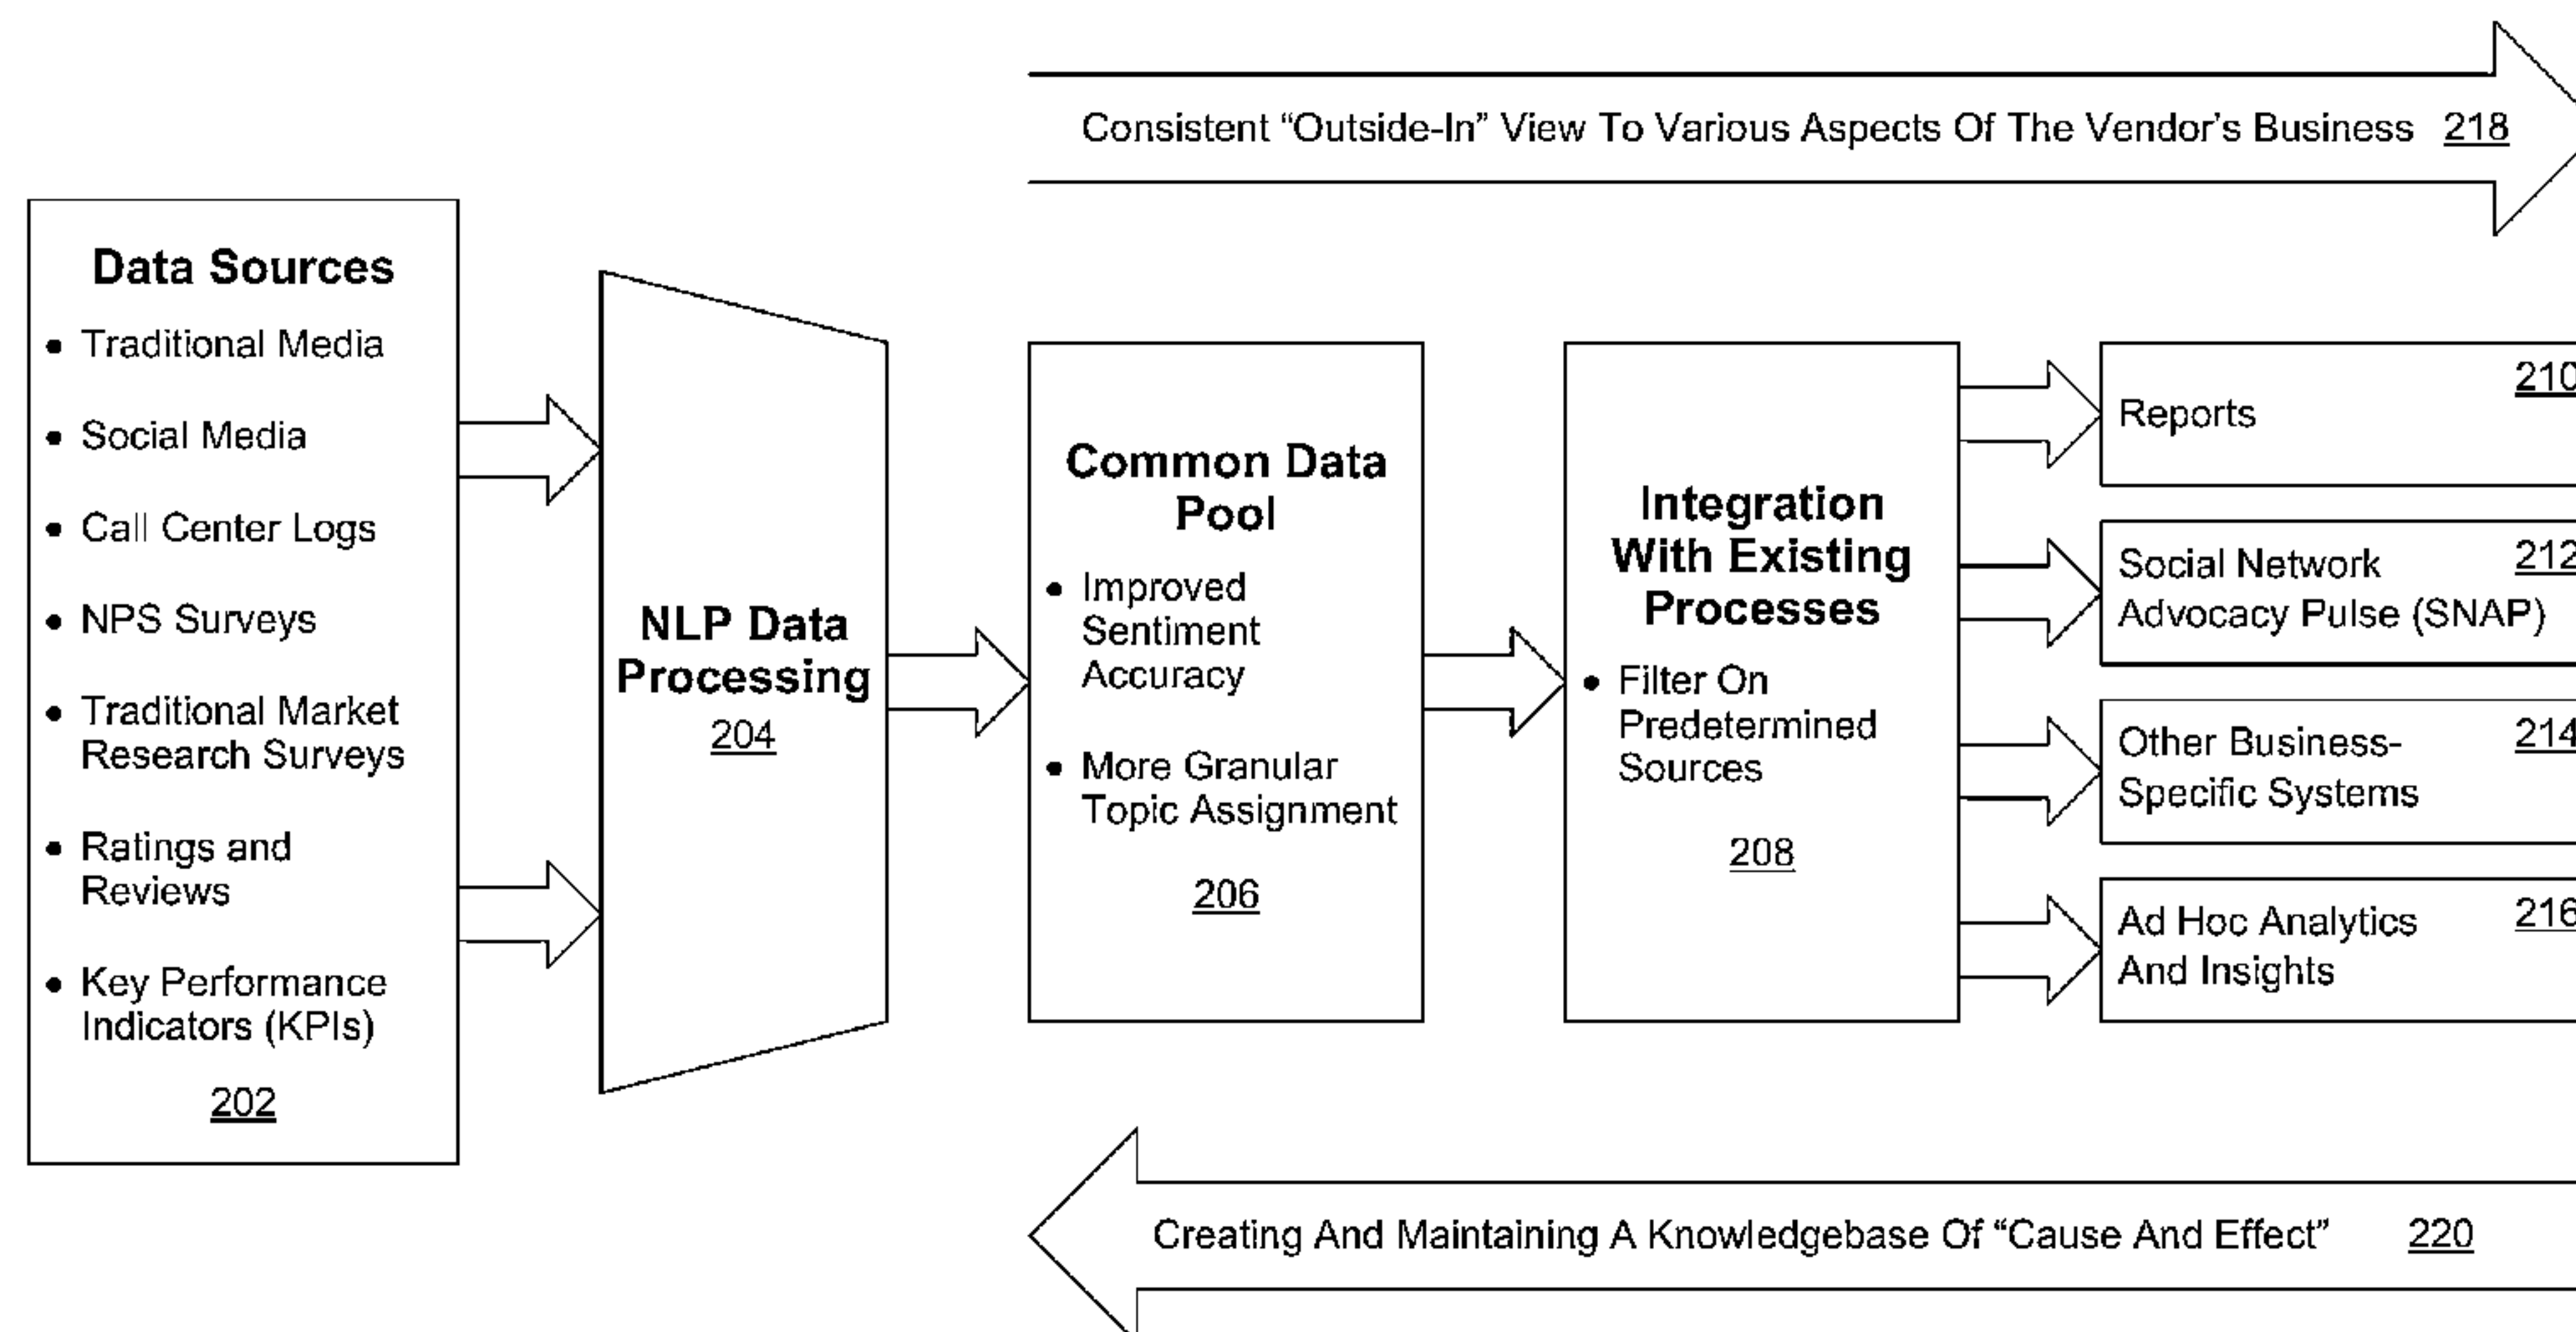 Consistent “Outside-In” View To Various Aspects Of The Vendor’s Business 218
Data Sources
• Traditional Media
• Social Media
• Call Center Logs
• NPS Surveys
• Traditional Market
Research Surveys
• Ratings and
Reviews
• Key Performance
Indicators (KPIs)
202
NLP Data
Processing
204
Common Data
Pool
• Improved
Sentiment
Accuracy
• More Granular
Topic Assignment
206
Integration
With Existing
Processes
• Filter On
Predetermined
Sources
208
210
Reports
Social Network 212
Advocacy Pulse (SNAP)
Other Business- 214
Specific Systems
Ad Hoc Analytics 216
And Insights
Creating And Maintaining A Knowledgebase Of “Cause And Effect” 220